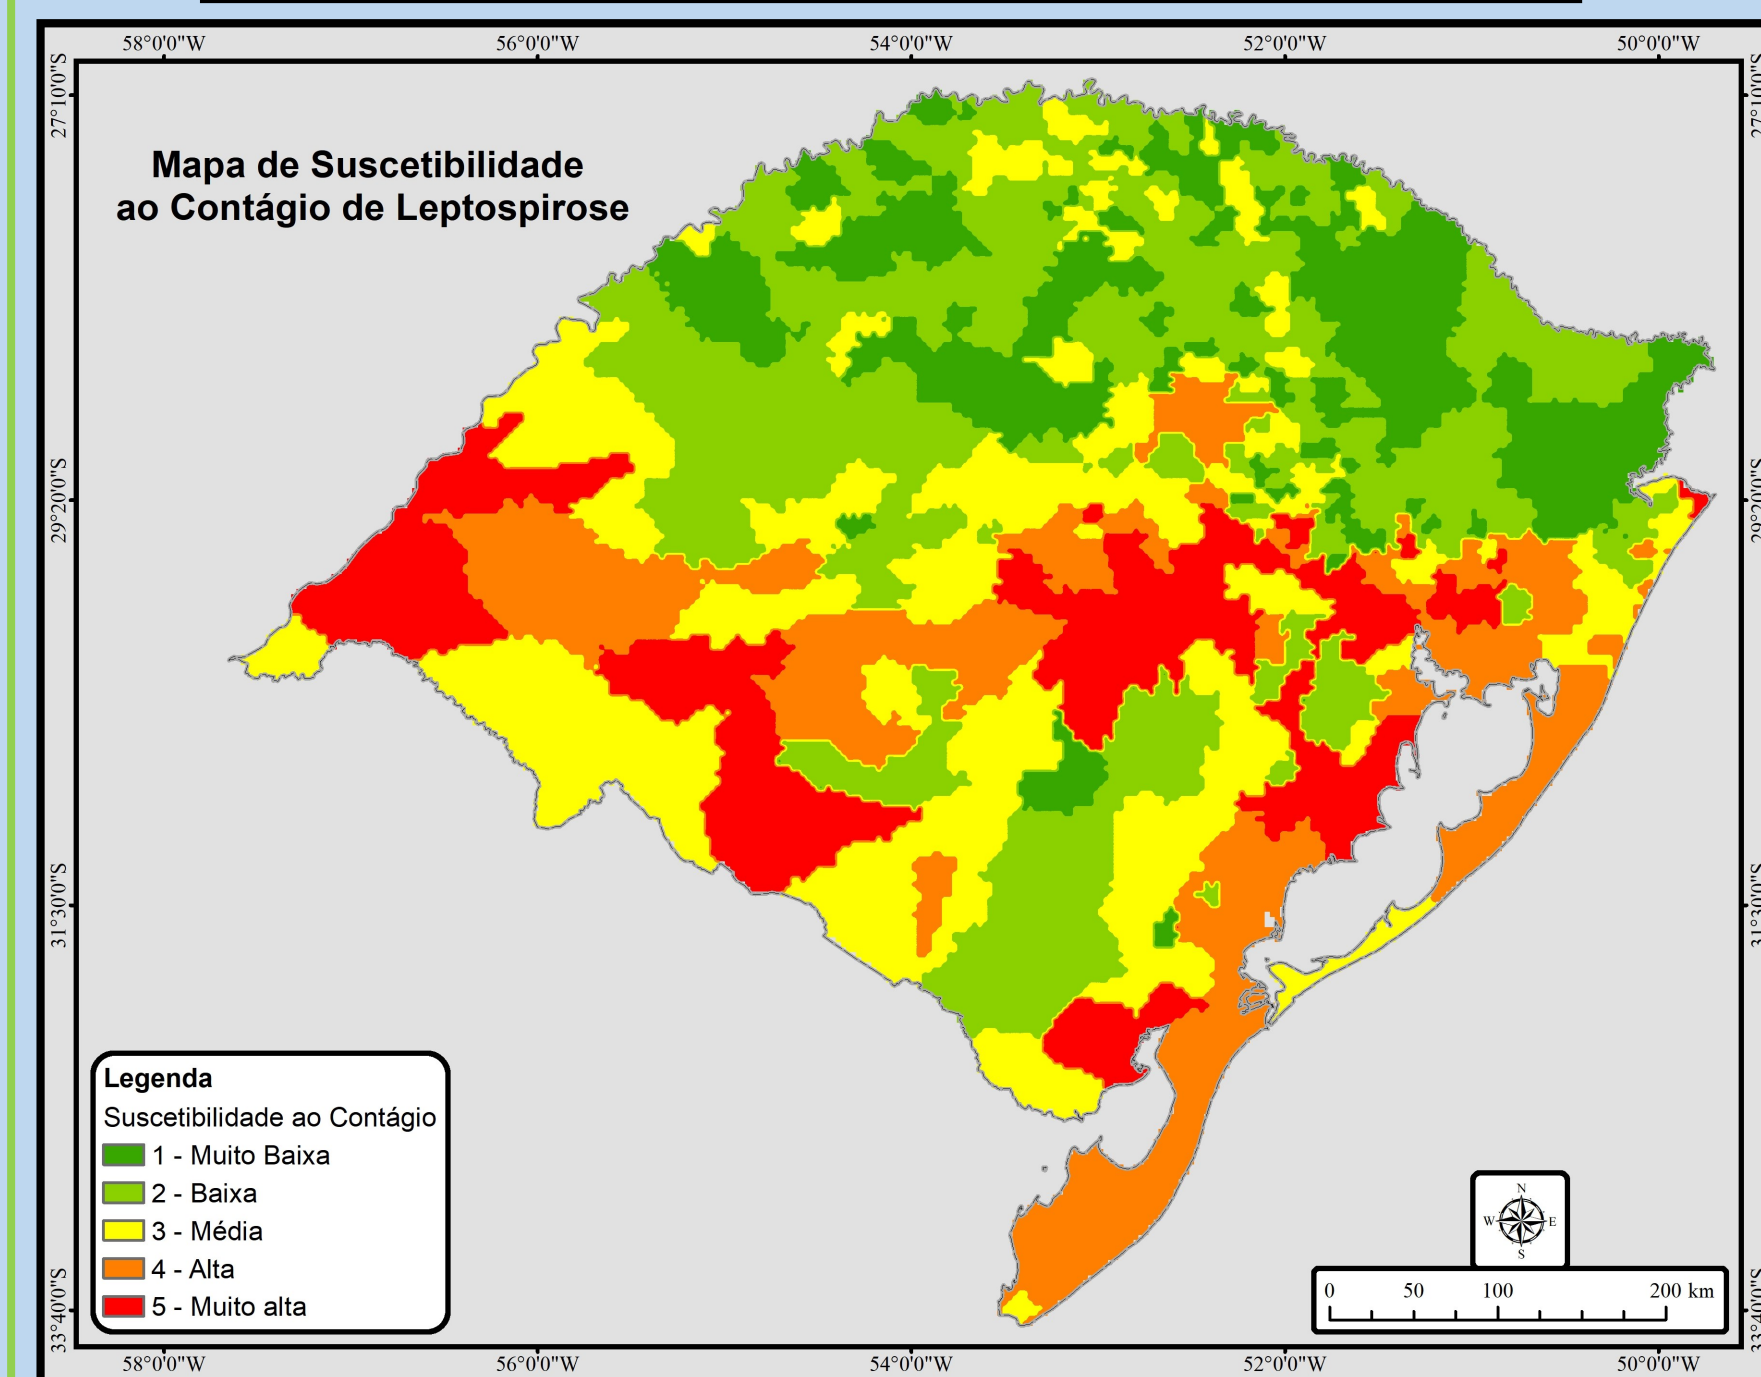 58°0'0"W 56°0'0"W 54°0'0"W 52°0'0"W 50°0'0"W
27°10'0"S
27°10'0"S
Mapa de Suscetibilidade
ao Contágio de Leptospirose
29°20'0"S
29°20'0"S
31°30'0"S
31°30'0"S
Legenda
Suscetibilidade ao Contágio
1 - Muito Baixa
2 - Baixa
3 - Média
4 - Alta
5 - Muito alta
N
W E
S
0 50 100 200 km
33°40'0"S
33°40'0"S
58°0'0"W 56°0'0"W 54°0'0"W 52°0'0"W 50°0'0"W